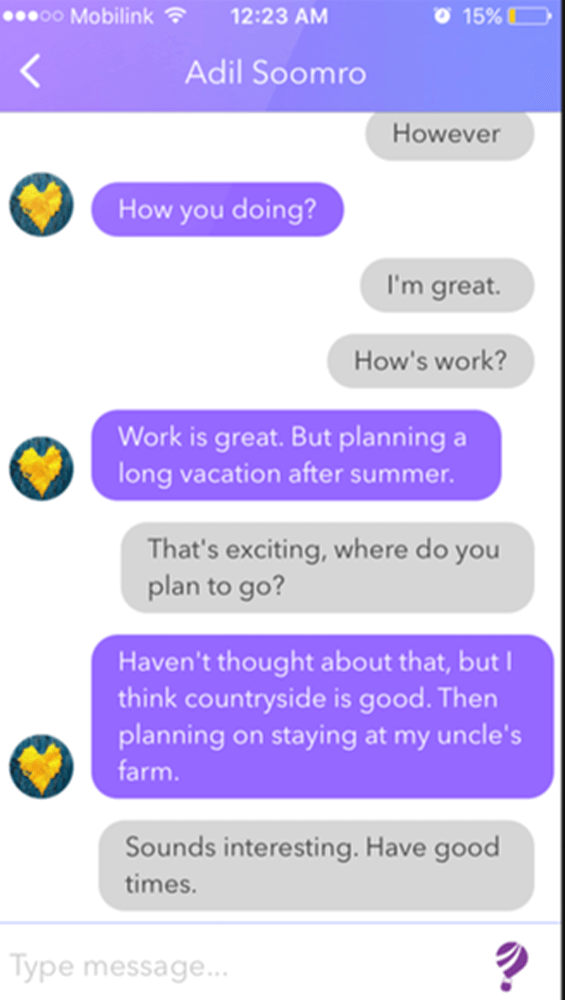 Mobilink 12:23 AM 15%
Adil Soomro
However
How you doing?
I'm great.
How's work?
Work is great. But planning a
long vacation after summer.
That's exciting, where do you
plan to go?
Haven't thought about that, but I
think countryside is good. Then
planning on staying at my uncle's
farm.
Sounds interesting. Have good
times.
Type message...